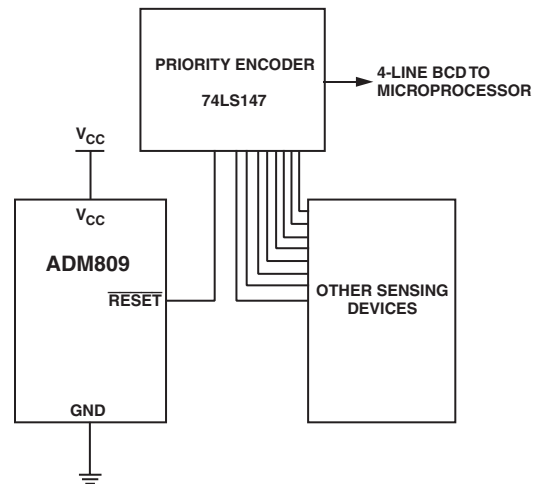 PRIORITY ENCODER
74LS147
4-LINE BCD TO
MICROPROCESSOR
VCC
VCC
ADM809
RESET
OTHER SENSING
DEVICES
GND